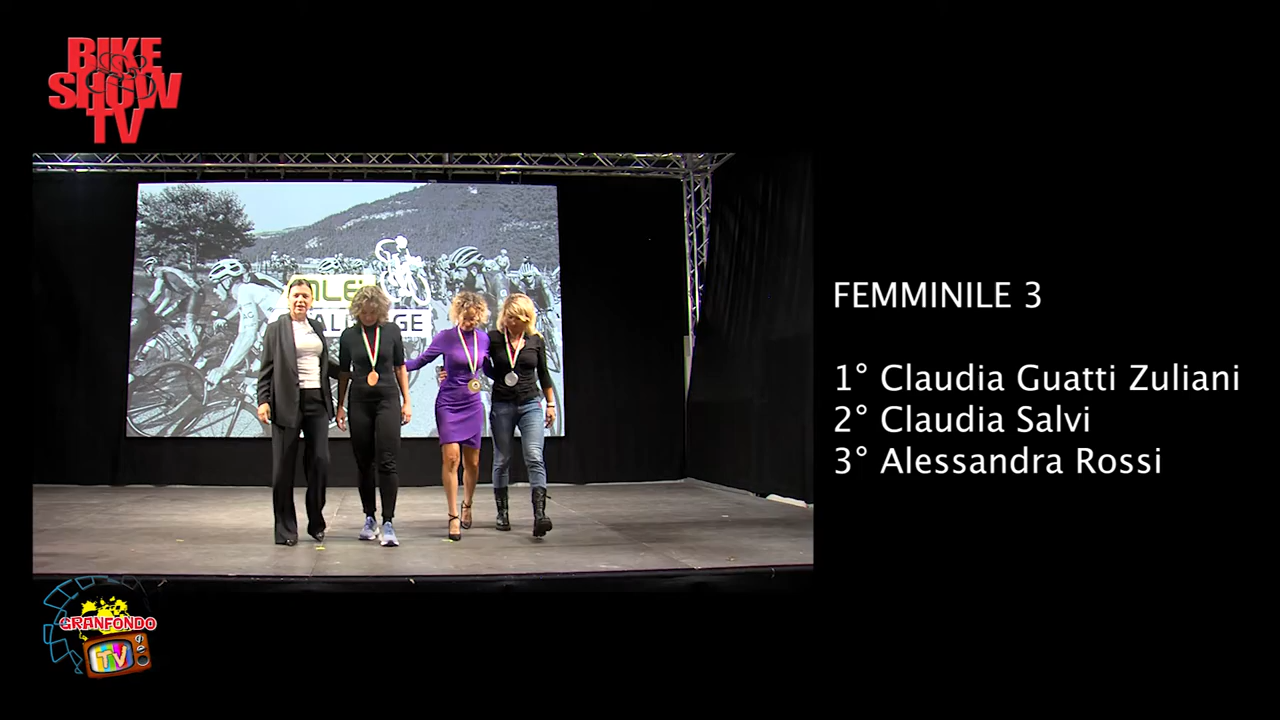 BIKE
SHOW
TV
FEMMINILE 3
1° Claudia Guatti Zuliani
2° Claudia Salvi
3° Alessandra Rossi
GRANFONDO
TV